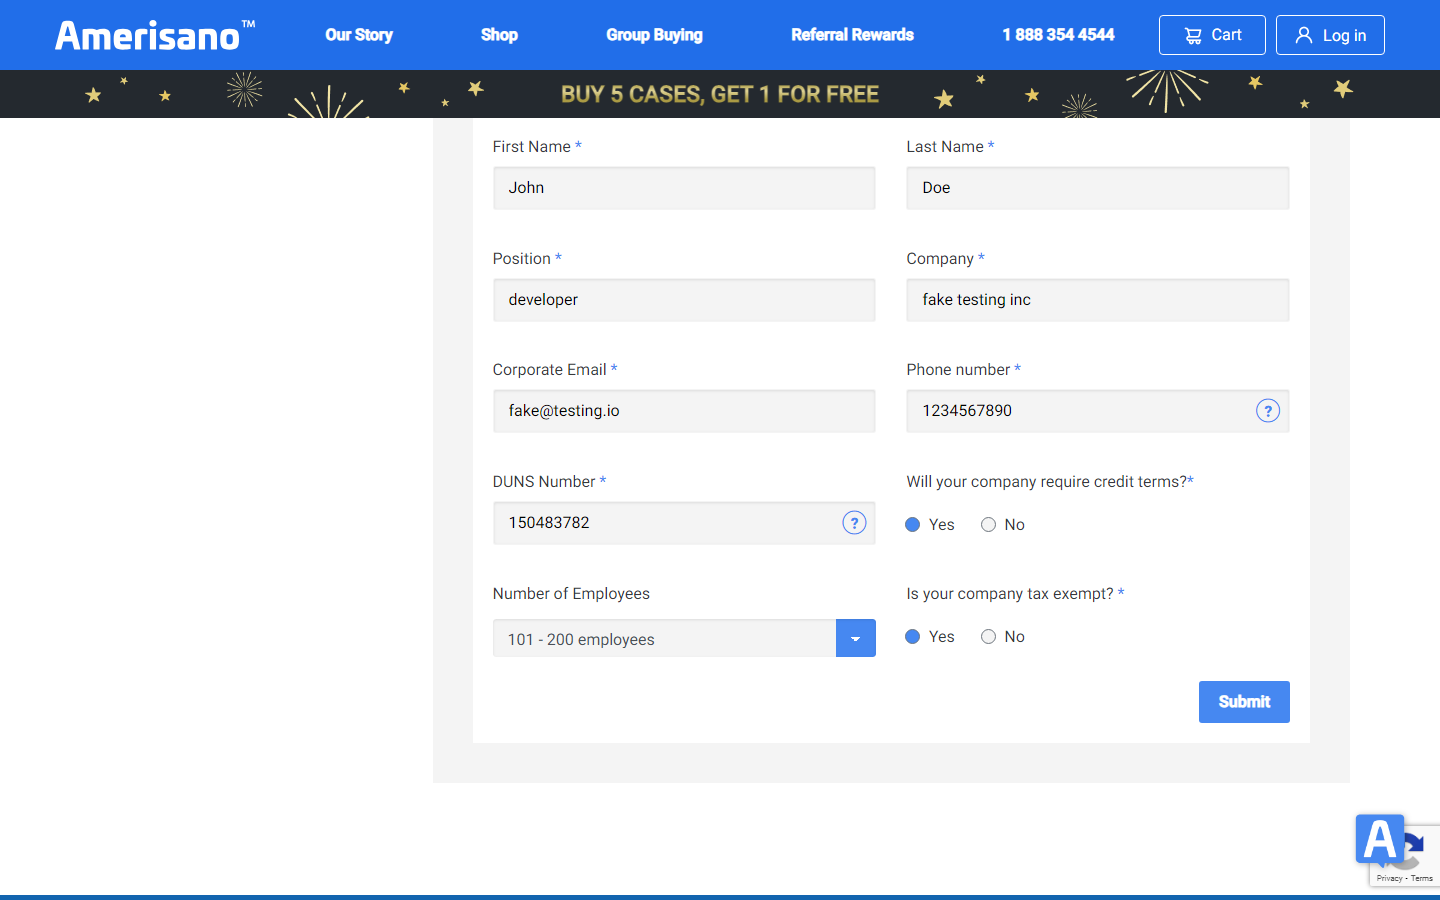 Amerisano™
Our Story
Shop
Group Buying
Referral Rewards
1 888 354 4544
Cart
Log in
BUY 5 CASES, GET 1 FOR FREE
First Name *
Last Name *
John
Doe
Position *
Company *
developer
fake testing inc
Corporate Email *
Phone number *
fake@testing.io
1234567890
?
DUNS Number *
Will your company require credit terms?*
150483782
?
Yes
No
Number of Employees
Is your company tax exempt? *
101 - 200 employees
Yes
No
Submit
A
Privacy - Terms